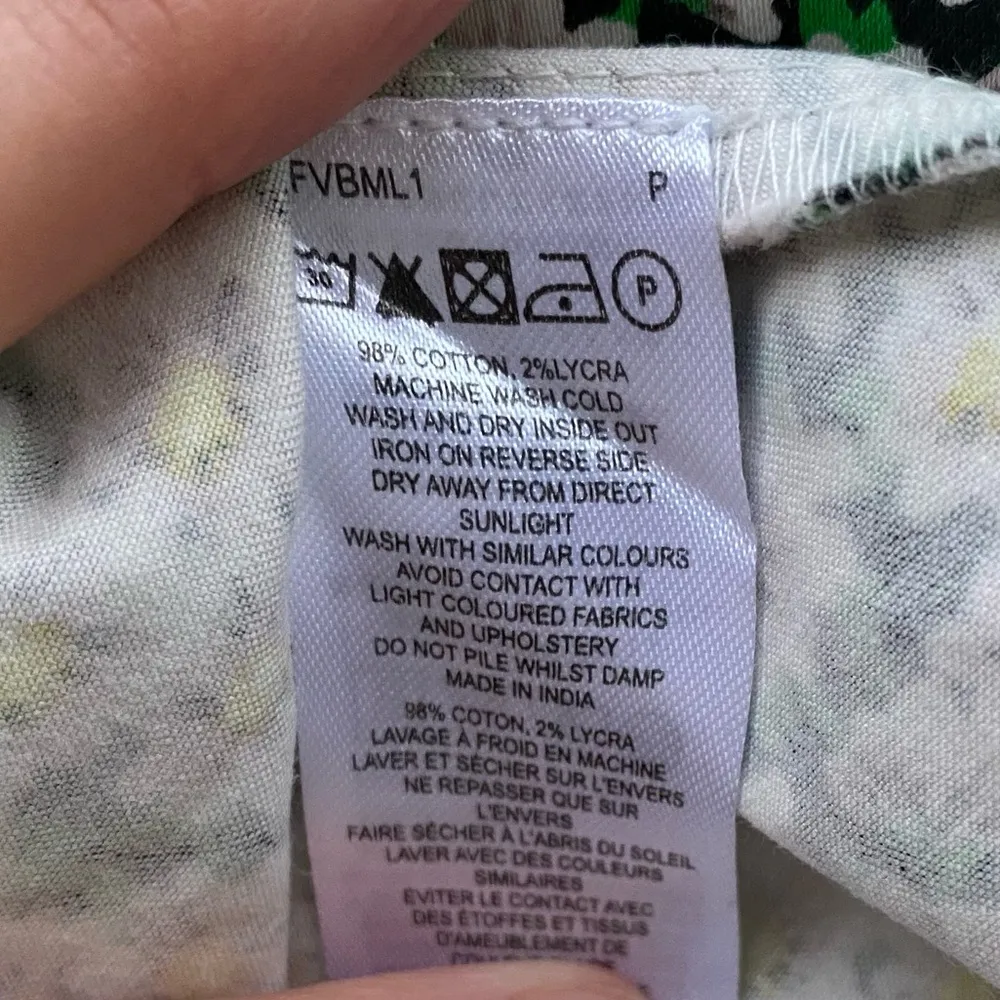 FVBML1 P
30 P
98% COTTON, 2%LYCRA
MACHINE WASH COLD
WASH AND DRY INSIDE OUT
IRON ON REVERSE SIDE
DRY AWAY FROM DIRECT
SUNLIGHT
WASH WITH SIMILAR COLOURS
AVOID CONTACT WITH
LIGHT COLOURED FABRICS
AND UPHOLSTERY
DO NOT PILE WHILST DAMP
MADE IN INDIA
98% COTON, 2% LYCRA
LAVAGE À FROID EN MACHINE
LAVER ET SÉCHER SUR L'ENVERS
NE REPASSER QUE SUR
L'ENVERS
FAIRE SÉCHER À L'ABRIS DU SOLEIL
LAVER AVEC DES COULEURS
SIMILAIRES
ÉVITER LE CONTACT AVEC
DES ÉTOFFES ET TISSUS
D'AMEUBLEMENT DE